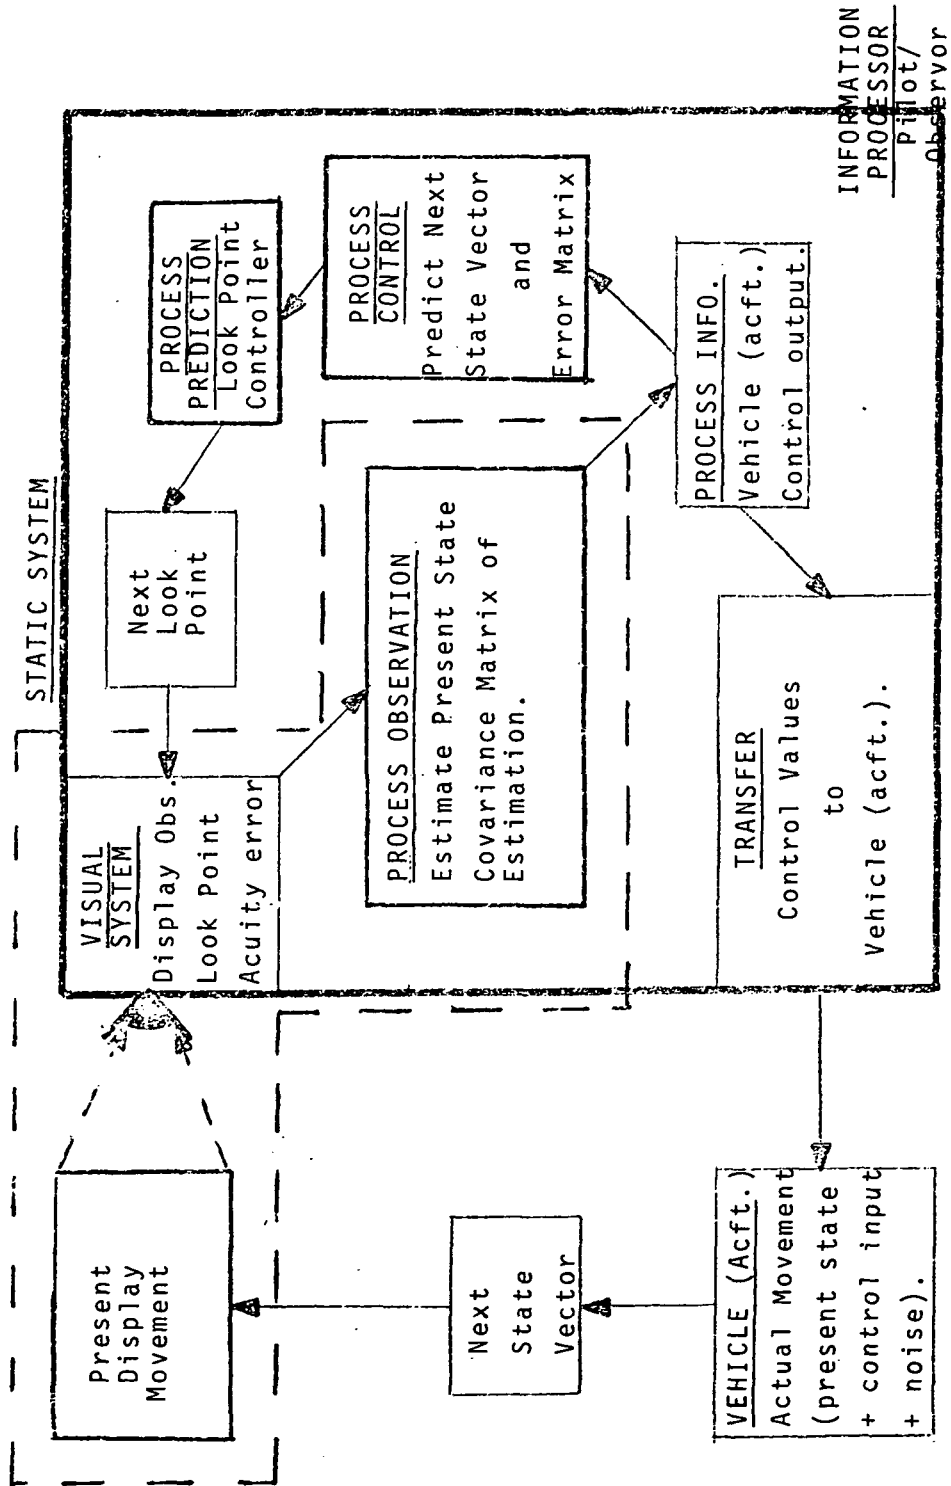 STATIC SYSTEM
Present
Display
Movement
VISUAL
SYSTEM
Display Obs.
Look Point
Acuity error
Next
Look
Point
PROCESS
PREDICTION
Look Point
Controller
PROCESS
CONTROL
Predict Next
State Vector
and
Error Matrix
PROCESS OBSERVATION
Estimate Present State
Covariance Matrix of
Estimation.
PROCESS INFO.
Vehicle (acft.)
Control output.
Next
State
Vector
VEHICLE (Acft.)
Actual Movement
(present state
+ control input
+ noise).
TRANSFER
Control Values
to
Vehicle (acft.).
INFORMATION
PROCESSOR
Pilot/
Observor